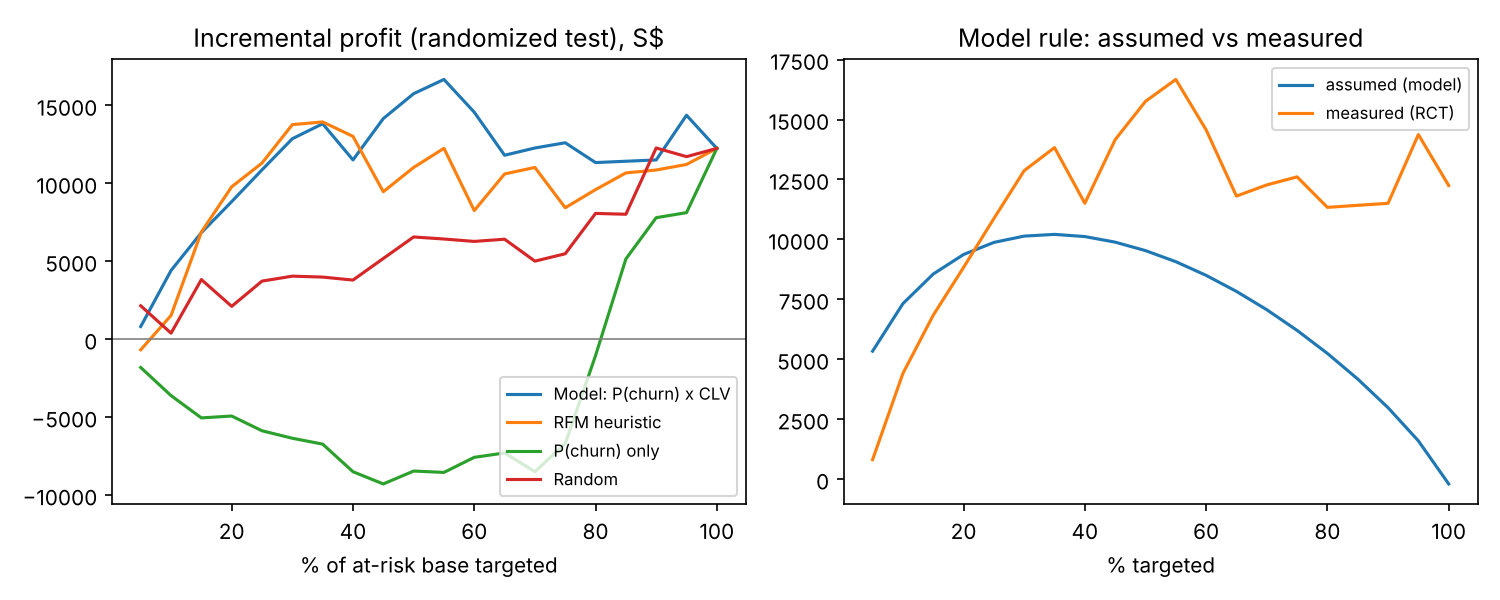 Incremental profit (randomized test), S$
15000
10000
5000
0
−5000
−10000
Model: P(churn) x CLV
RFM heuristic
P(churn) only
Random
20
40
60
80
100
% of at-risk base targeted
Model rule: assumed vs measured
17500
15000
12500
10000
7500
5000
2500
0
assumed (model)
measured (RCT)
20
40
60
80
100
% targeted